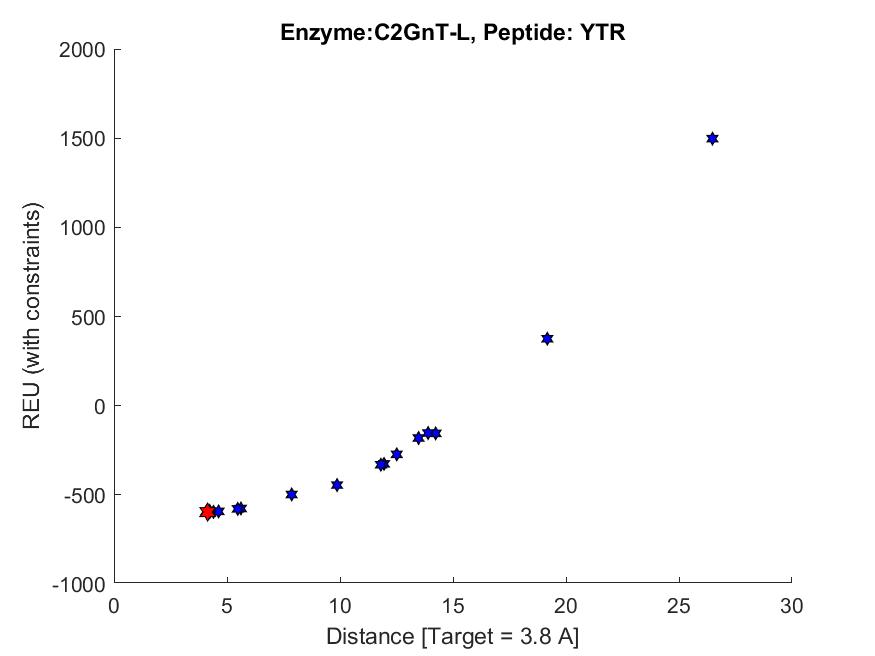 Enzyme:C2GnT-L, Peptide: YTR
2000
1500
1000
500
0
-500
-1000
REU (with constraints)
0 5 10 15 20 25 30
Distance [Target = 3.8 A]